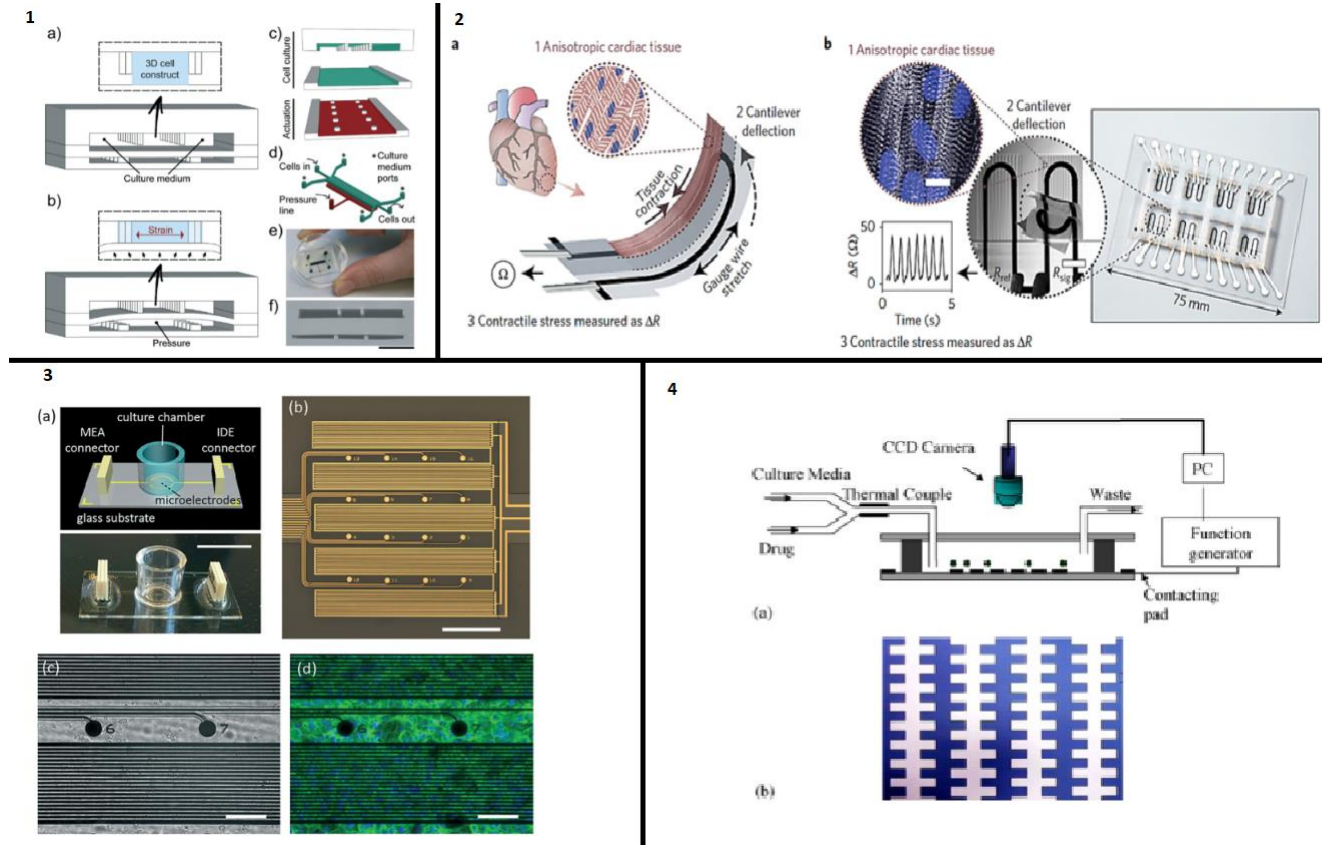 1
a)
3D cell
construct
Culture medium
b)
Strain
Pressure
c)
Cell culture
Actuation
d)
Cells in
Culture
medium
ports
Pressure
line
Cells out
e)
f)
2
a
1 Anisotropic cardiac tissue
2 Cantilever
deflection
Tissue
contraction
Gauge wire
stretch
Ω
3 Contractile stress measured as ΔR
b
1 Anisotropic cardiac tissue
2 Cantilever
deflection
ΔR (Ω)
50
0
0
5
Time (s)
R ref
R sig
75 mm
3 Contractile stress measured as ΔR
3
(a)
culture chamber
MEA
connector
IDE
connector
microelectrodes
glass substrate
(b)
(c)
6
7
(d)
6
7
4
CCD Camera
PC
Culture Media
Thermal Couple
Waste
Drug
Function
generator
Contacting
pad
(a)
(b)